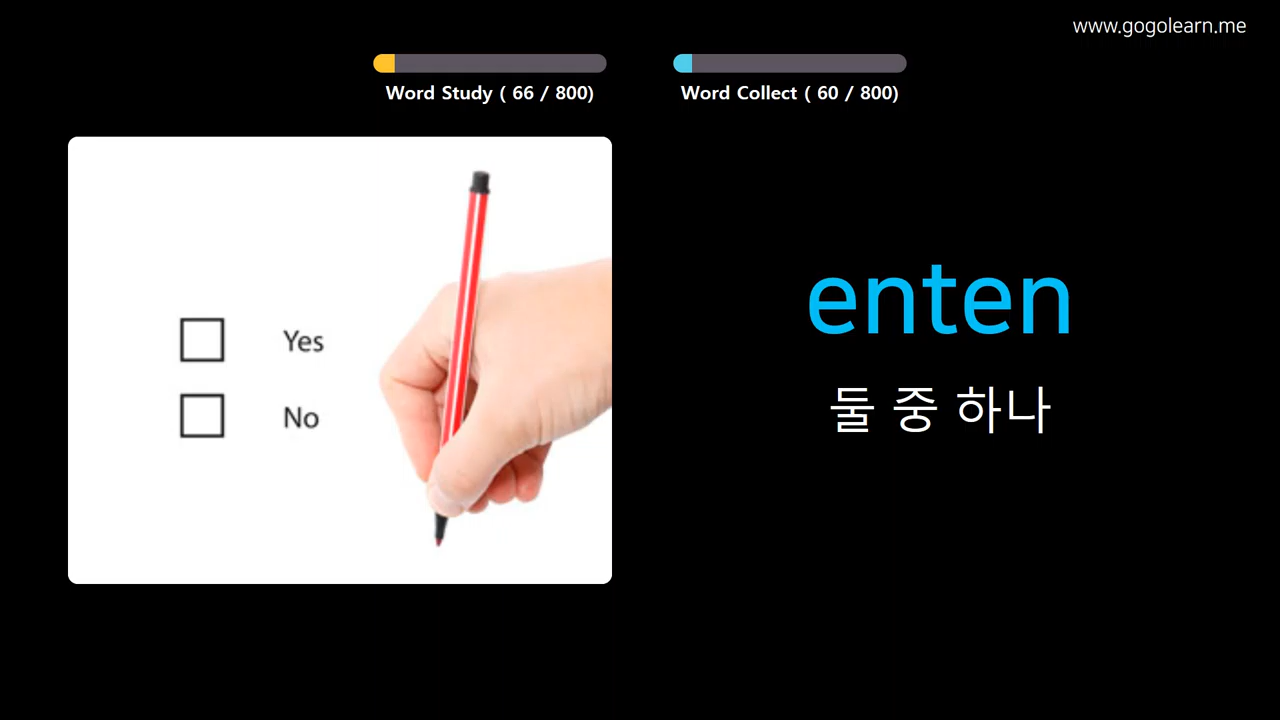 www.gogolearn.me
Word Study ( 66 / 800)
Word Collect ( 60 / 800)
Yes
No
enten
둘 중 하나